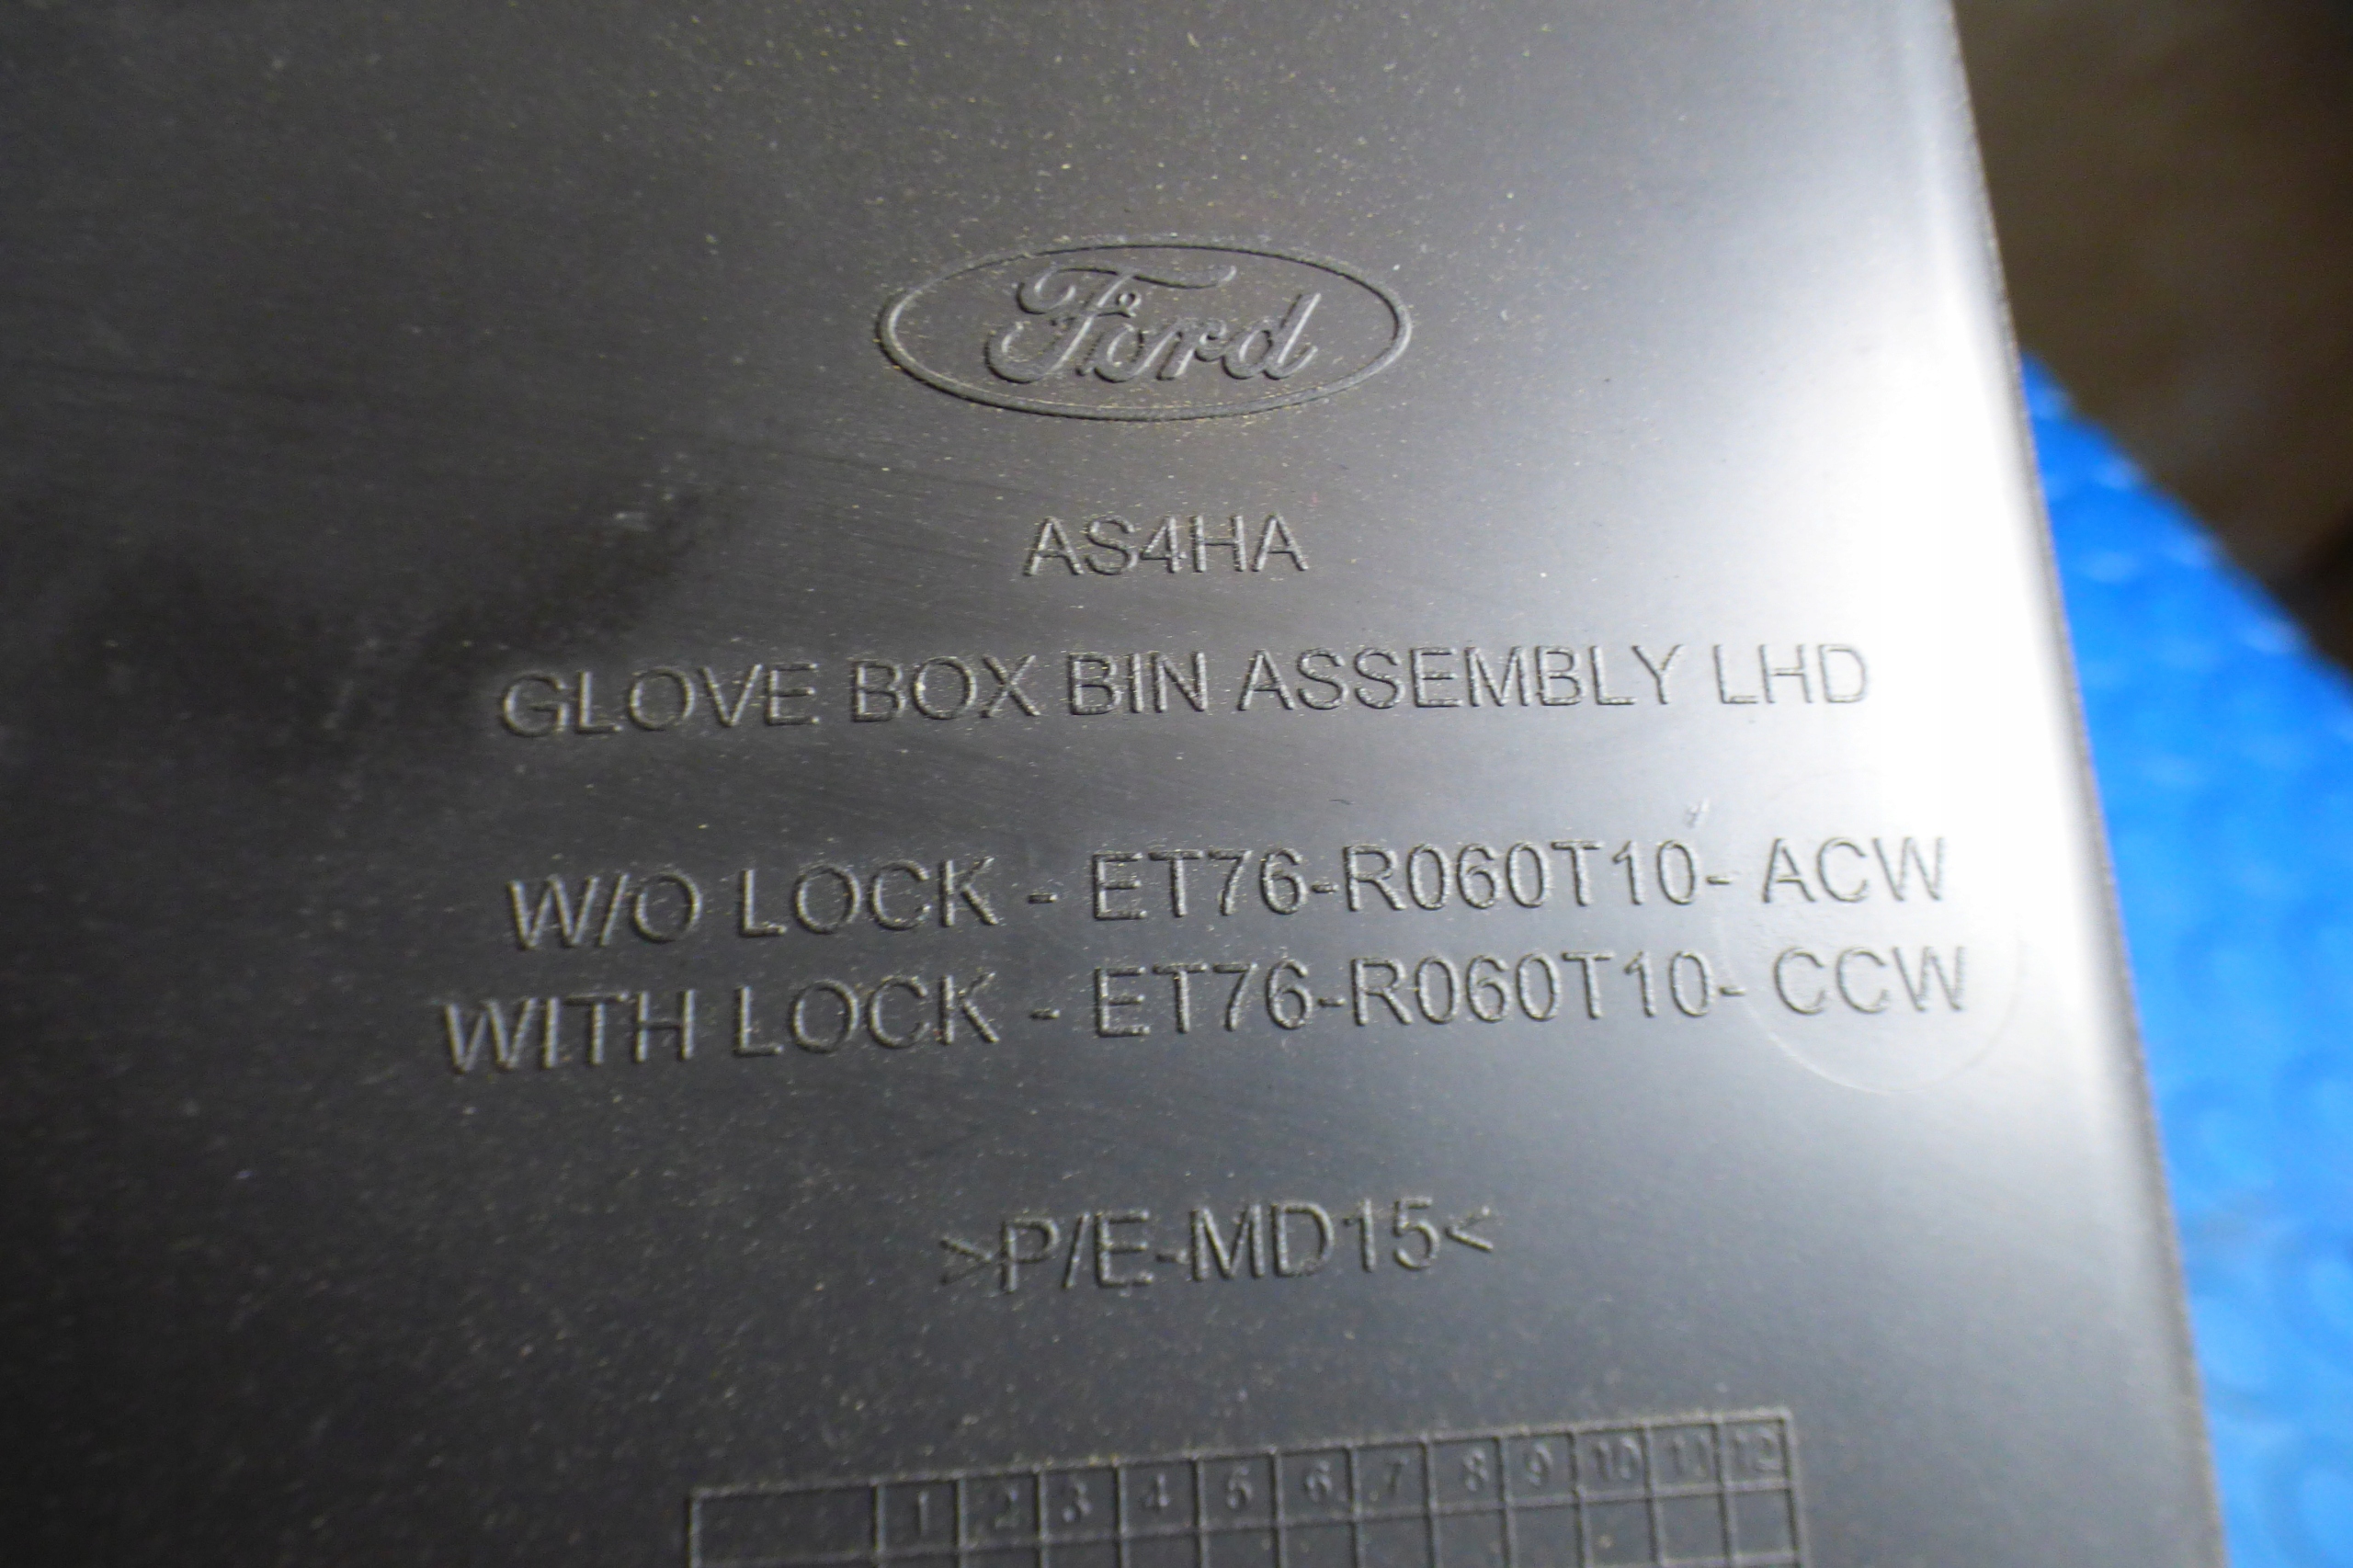 Ford
AS4HA
GLOVE BOX BIN ASSEMBLY LHD
W/O LOCK - ET76-R060T10- ACW
WITH LOCK - ET76-R060T10- CCW
>P/E-MD15<
1 2 3 4 5 6 7 8 9 10 11 12